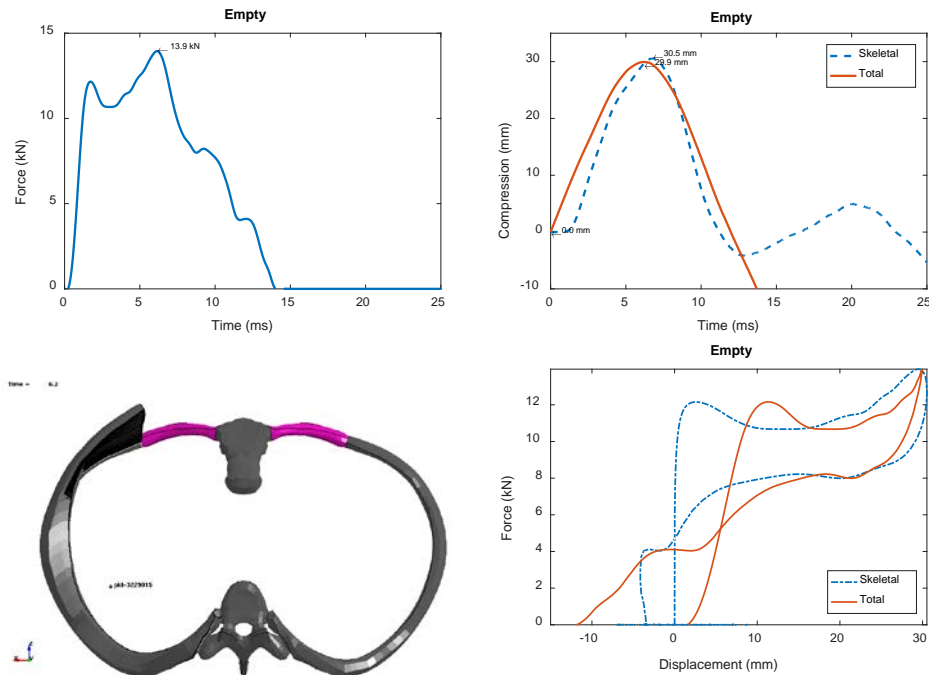 Empty
15
10
5
0
Force (kN)
13.9 kN
0 5 10 15 20 25
Time (ms)
Empty
30
20
10
0
-10
Compression (mm)
30.5 mm
29.9 mm
0.0 mm
Skeletal
Total
0 5 10 15 20 25
Time (ms)
Time = 6.2
Empty
12
10
8
6
4
2
0
Force (kN)
Skeletal
Total
-10 0 10 20 30
Displacement (mm)